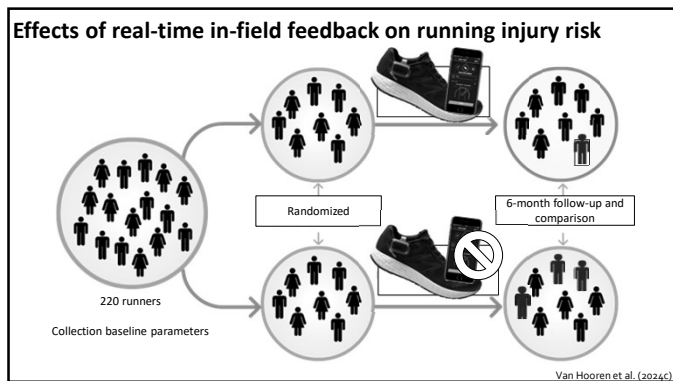 Effects of real-time in-field feedback on running injury risk
Randomized
6-month follow-up and
comparison
220 runners
Collection baseline parameters
Van Hooren et al. (2024c)